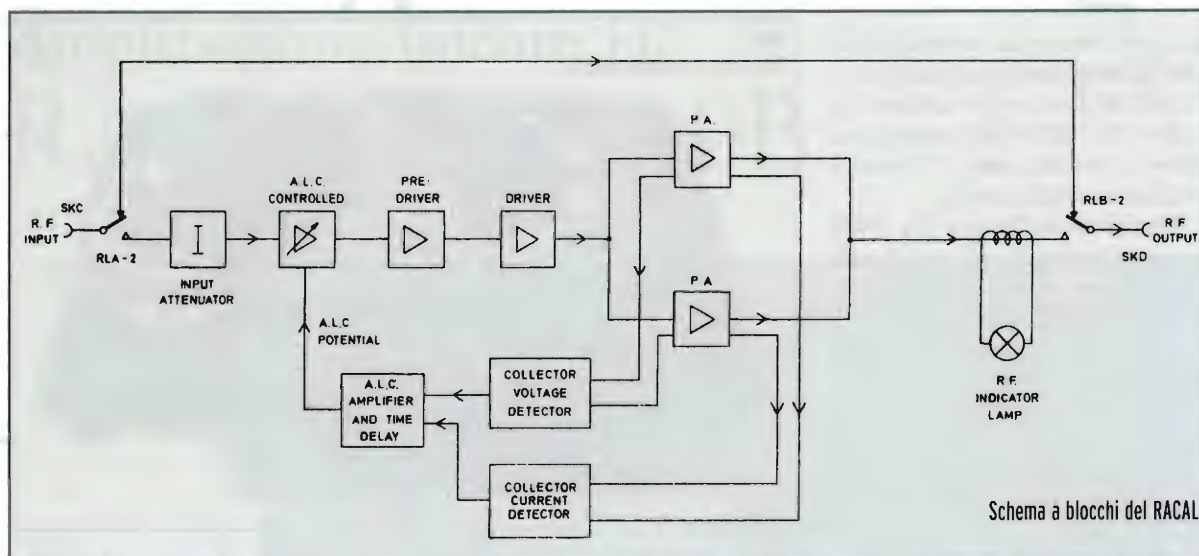 SKC
R.F.
INPUT
RLA-2
INPUT
ATTENUATOR
A.L.C.
CONTROLLED
PRE-
DRIVER
DRIVER
P.A.
P.A
A.L.C.
POTENTIAL
A.L.C.
AMPLIFIER
AND TIME
DELAY
COLLECTOR
VOLTAGE
DETECTOR
COLLECTOR
CURRENT
DETECTOR
R.F.
INDICATOR
LAMP
RLB-2
R.F.
OUTPUT
SKD
Schema a blocchi del RACAL